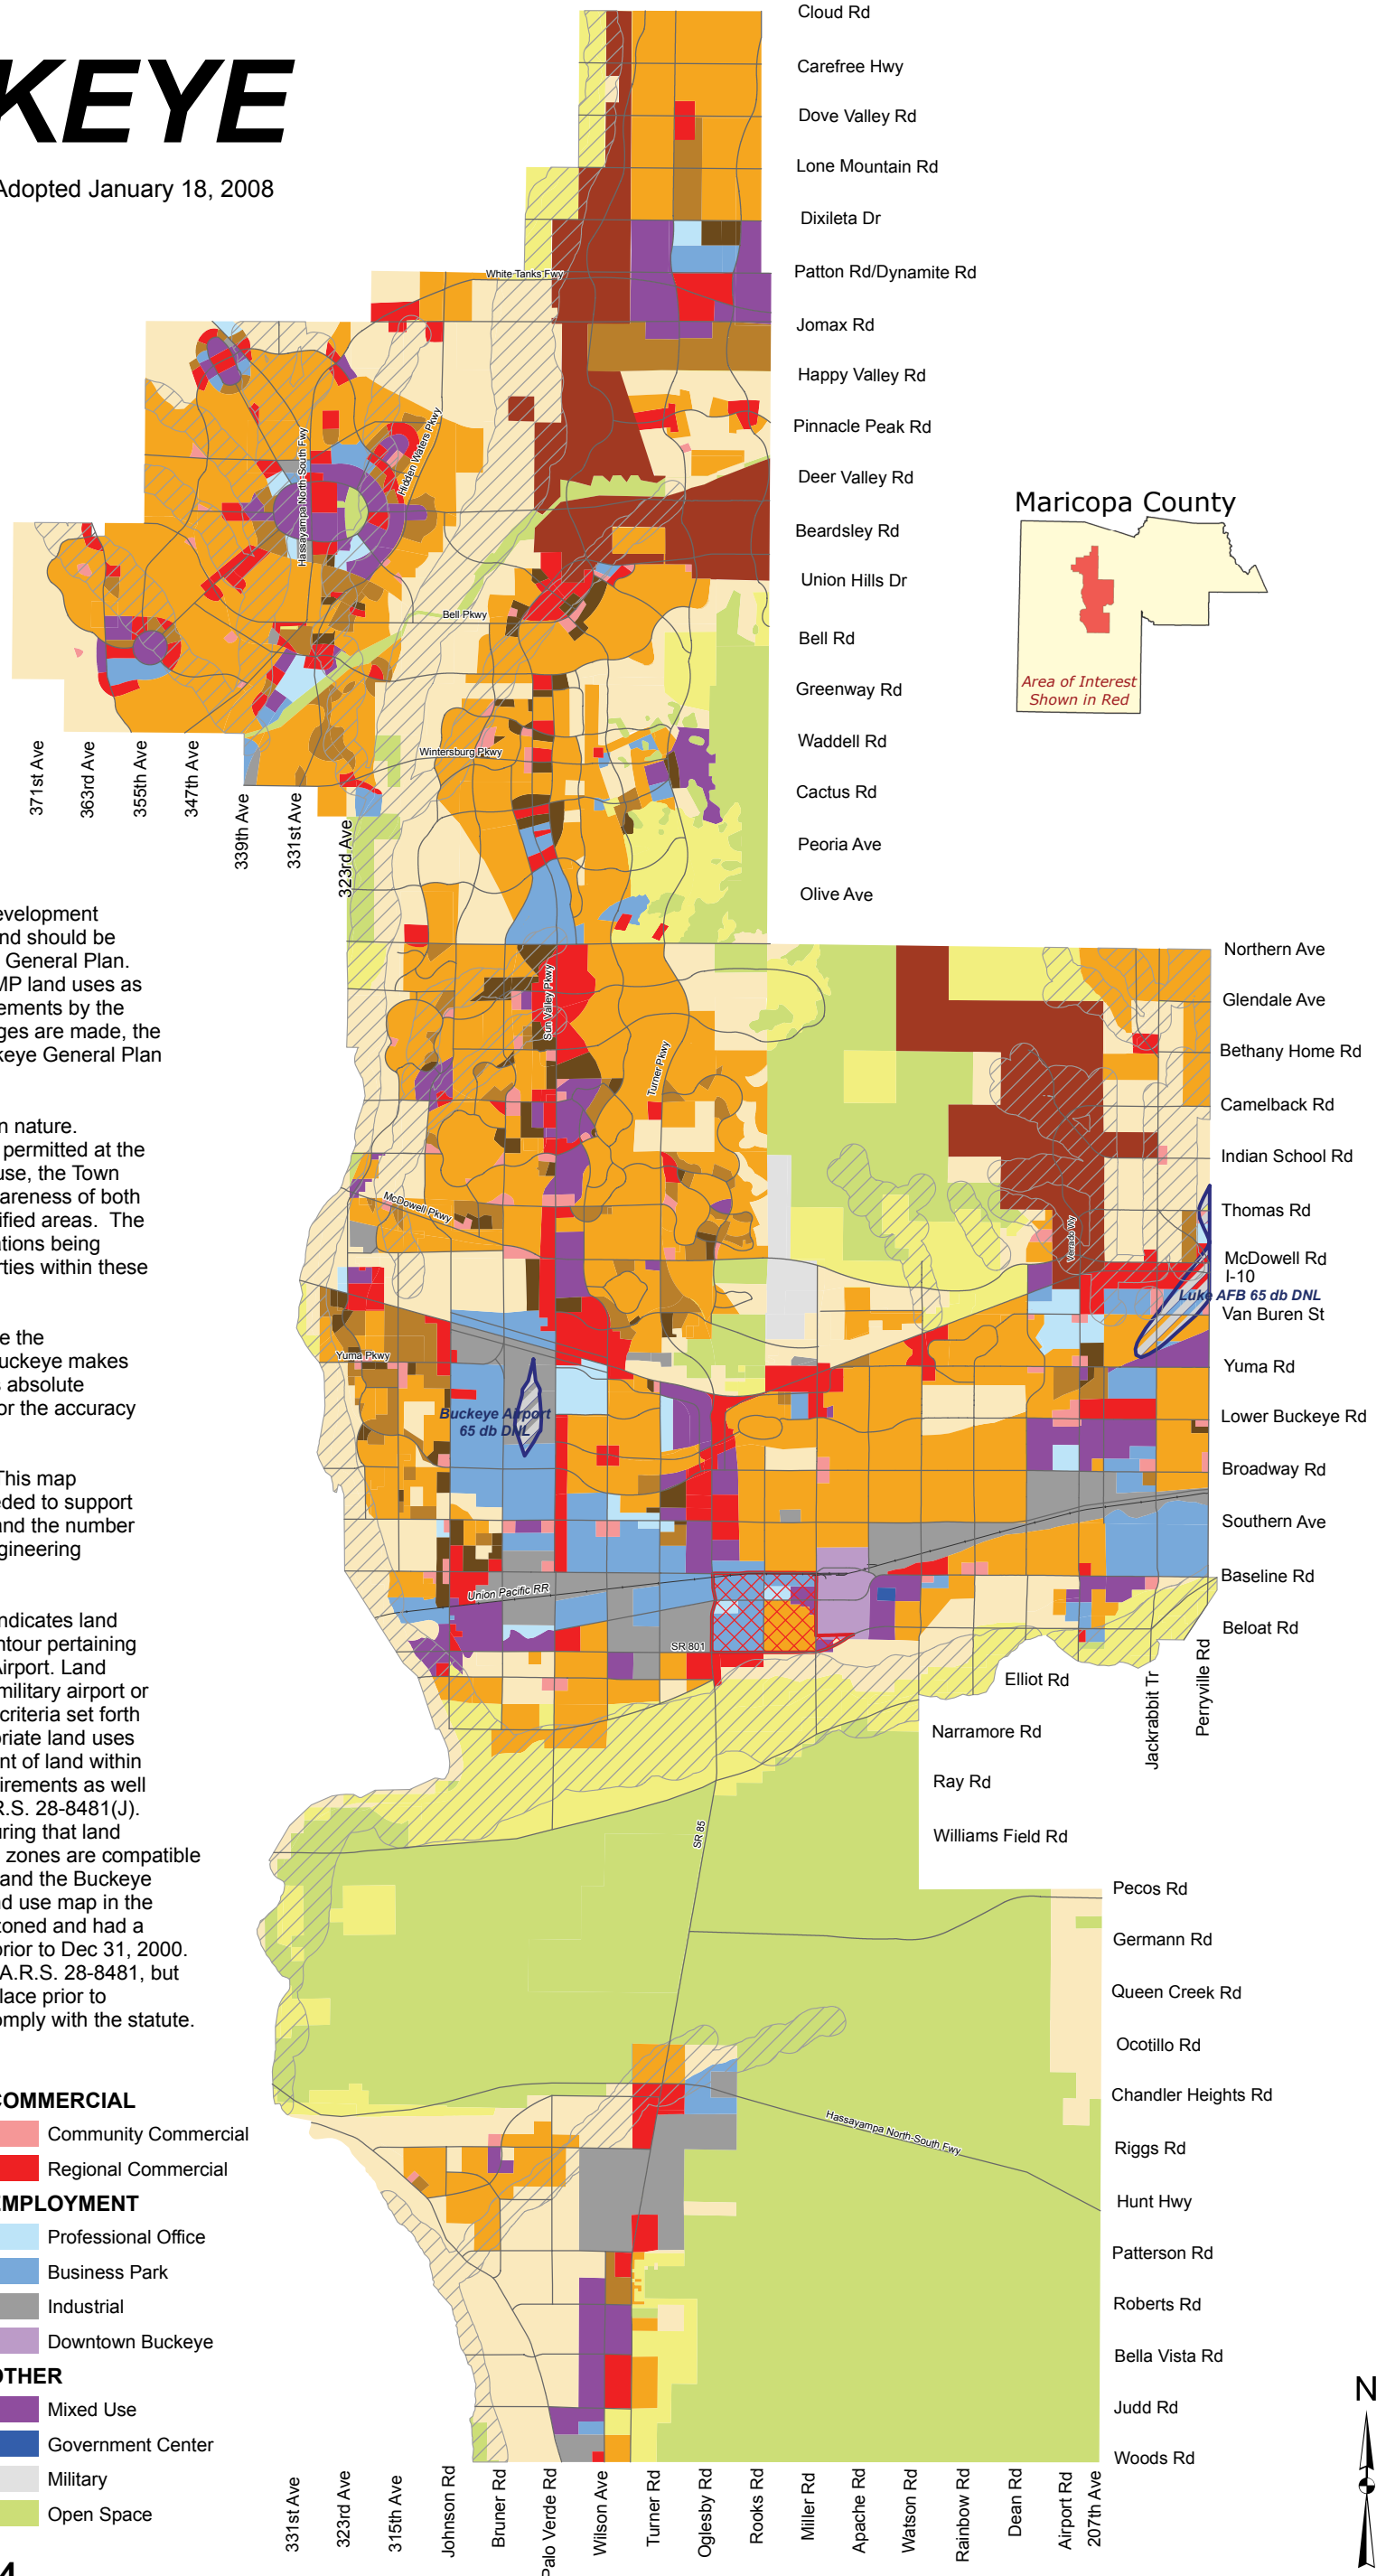 KEYE
Adopted January 18, 2008
Cloud Rd
Carefree Hwy
Dove Valley Rd
Lone Mountain Rd
Dixileta Dr
Patton Rd/Dynamite Rd
Jomax Rd
Happy Valley Rd
Pinnacle Peak Rd
Deer Valley Rd
Beardsley Rd
Union Hills Dr
Bell Rd
Greenway Rd
Waddell Rd
Cactus Rd
Peoria Ave
Olive Ave
White Tanks Fwy
Hidden Waters Pkwy
Hassayampa North-South Fwy
Bell Pkwy
Wintersburg Pkwy
Maricopa County
Area of Interest
Shown in Red
371st Ave
363rd Ave
355th Ave
347th Ave
339th Ave
331st Ave
323rd Ave
Northern Ave
Glendale Ave
Bethany Home Rd
Camelback Rd
Indian School Rd
Thomas Rd
McDowell Rd
I-10
Luke AFB 65 db DNL
Van Buren St
Yuma Rd
Lower Buckeye Rd
Broadway Rd
Southern Ave
Baseline Rd
Beloat Rd
Sun Valley Pkwy
Turner Pkwy
McDowell Pkwy
Verrado Wy
Yuma Pkwy
Buckeye Airport
65 db DNL
Union Pacific RR
SR 801
SR 85
Elliot Rd
Narramore Rd
Ray Rd
Williams Field Rd
Jackrabbit Tr
Perryville Rd
Pecos Rd
Germann Rd
Queen Creek Rd
Ocotillo Rd
Chandler Heights Rd
Riggs Rd
Hunt Hwy
Patterson Rd
Roberts Rd
Bella Vista Rd
Judd Rd
Woods Rd
Hassayampa North-South Fwy
evelopment
nd should be
General Plan.
MP land uses as
ements by the
ges are made, the
keye General Plan
n nature.
permitted at the
use, the Town
areness of both
ified areas. The
ations being
rties within these
e the
uckeye makes
s absolute
or the accuracy
This map
eded to support
and the number
gineering
ndicates land
ntour pertaining
Airport. Land
military airport or
criteria set forth
oriate land uses
nt of land within
irements as well
R.S. 28-8481(J).
uring that land
zones are compatible
and the Buckeye
nd use map in the
zoned and had a
prior to Dec 31, 2000.
A.R.S. 28-8481, but
lace prior to
omply with the statute.
COMMERCIAL
Community Commercial
Regional Commercial
EMPLOYMENT
Professional Office
Business Park
Industrial
Downtown Buckeye
OTHER
Mixed Use
Government Center
Military
Open Space
331st Ave
323rd Ave
315th Ave
Johnson Rd
Bruner Rd
Palo Verde Rd
Wilson Ave
Turner Rd
Oglesby Rd
Rooks Rd
Miller Rd
Apache Rd
Watson Rd
Rainbow Rd
Dean Rd
Airport Rd
207th Ave
N